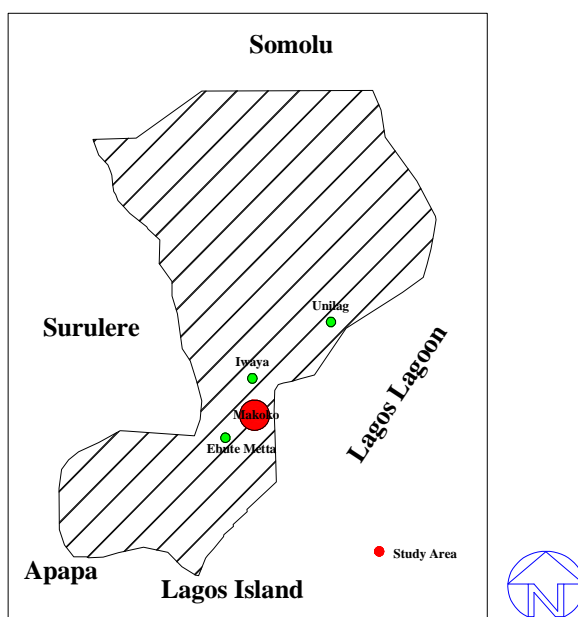 Somolu
Unilag
Surulere
Lagos Lagoon
Iwaya
Makoko
Ebute Metta
Study Area
Apapa
Lagos Island
N